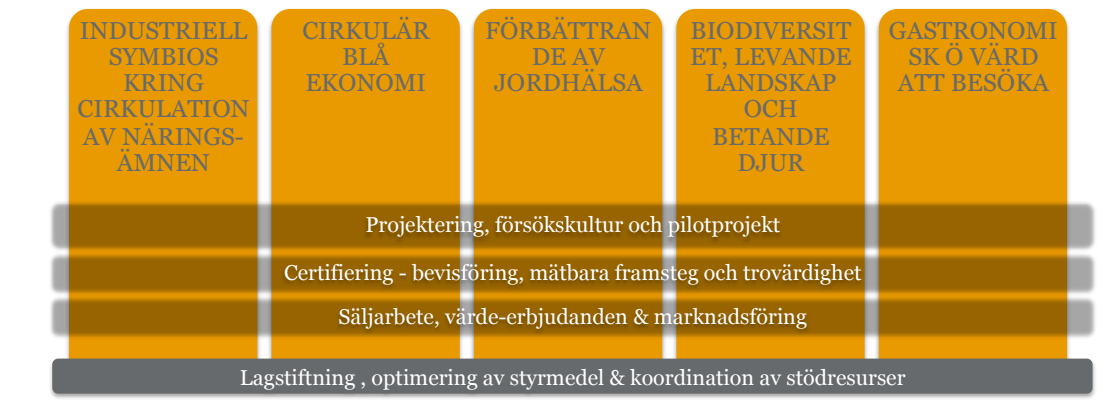 INDUSTRIELL
SYMBIOS
KRING
CIRKULATION
AV NÄRINGS-
ÄMNEN
CIRKULÄR
BLÅ
EKONOMI
FÖRBÄTTRAN
DE AV
JORDHÄLSA
BIODIVERSIT
ET, LEVANDE
LANDSKAP
OCH
BETANDE
DJUR
GASTRONOMI
SK Ö VÄRD
ATT BESÖKA
Projektering, försökskultur och pilotprojekt
Certifiering - bevisföring, mätbara framsteg och trovärdighet
Säljarbete, värde-erbjudanden & marknadsföring
Lagstiftning , optimering av styrmedel & koordination av stödresurser